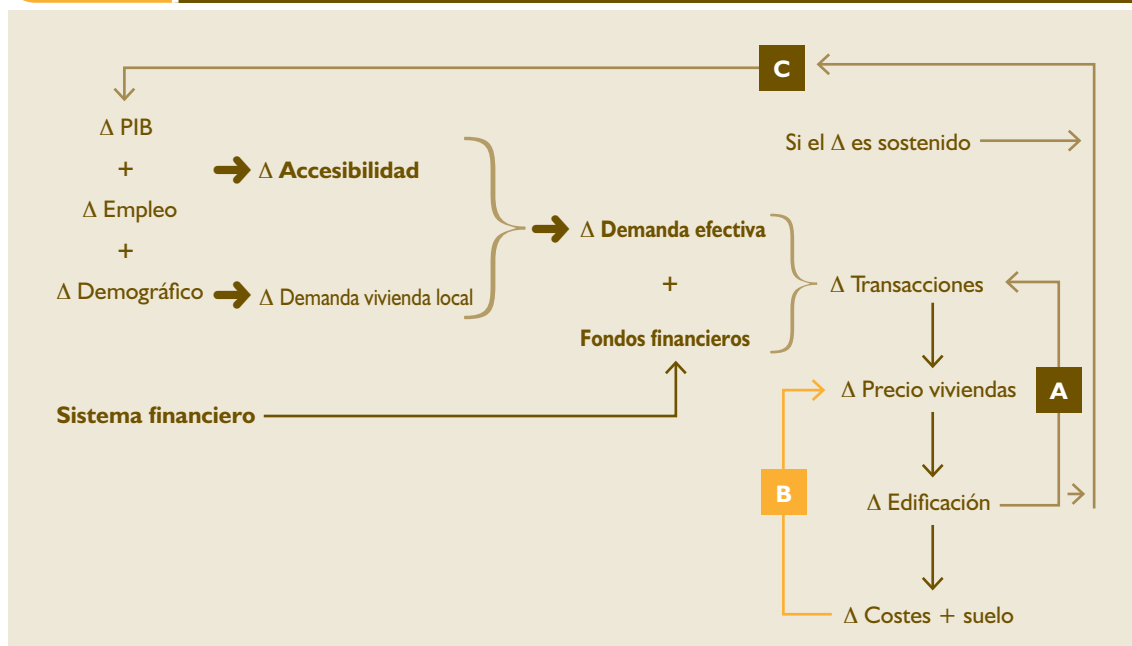 C
Δ PIB
Si el Δ es sostenido
+
Δ Accesibilidad
Δ Empleo
Δ Demanda efectiva
+
+
Δ Demográfico
Δ Demanda vivienda local
Δ Transacciones
Fondos financieros
Δ Precio viviendas
A
Sistema financiero
B
Δ Edificación
Δ Costes + suelo